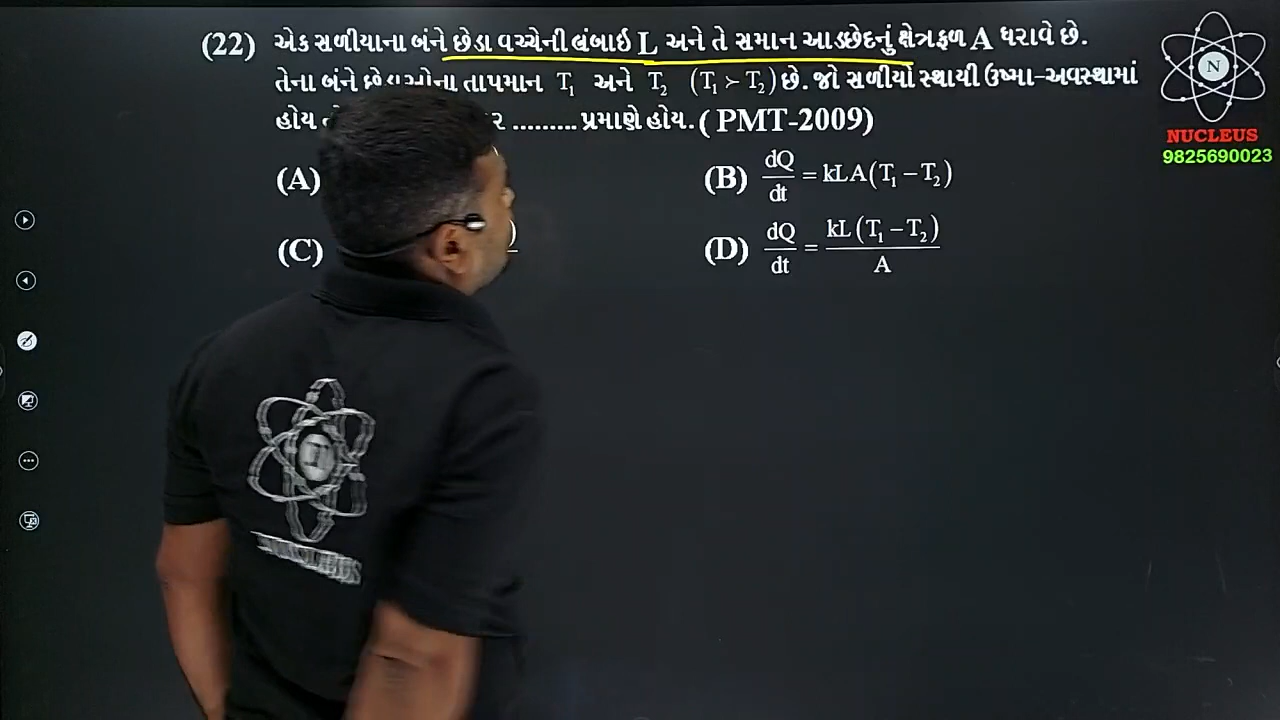 (22) એક સળીયાના બંને છેડા વચ્ચેની લંબાઇ L અને તે સમાન આડછેદનું ક્ષેત્રફળ A ધરાવે છે.
તેના બંને તાપમાન T₁ અને T₂ (T₁ > T₂) છે. જો સળીયો સ્થાયી ઉષ્મા-અવસ્થામાં
હોય ......... પ્રમાણે હોય. ( PMT-2009)
(A)
(B) dQ/dt = kLA(T₁ − T₂)
(C)
(D) dQ/dt = kL(T₁ − T₂)/A
N
NUCLEUS
9825690023